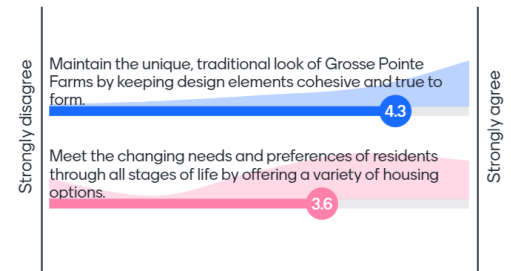 Strongly disagree
Maintain the unique, traditional look of Grosse Pointe
Farms by keeping design elements cohesive and true to
form.
4.3
Meet the changing needs and preferences of residents
through all stages of life by offering a variety of housing
options.
3.6
Strongly agree